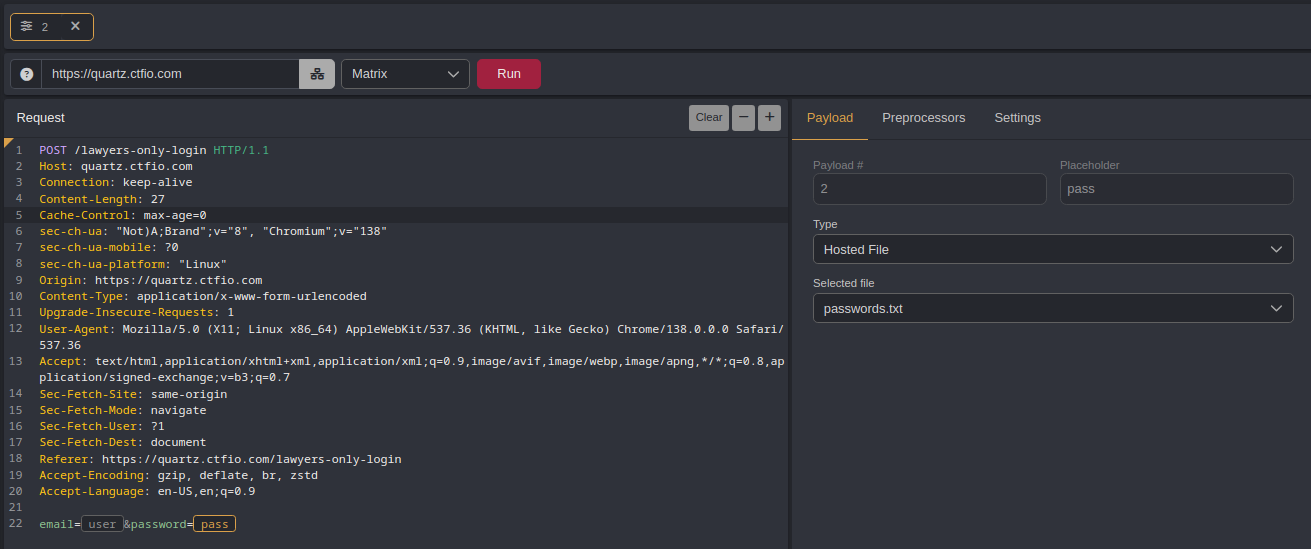 2 ×
? https://quartz.ctfio.com Matrix Run
Request Clear − +
Payload Preprocessors Settings
1 POST /lawyers-only-login HTTP/1.1
2 Host: quartz.ctfio.com
3 Connection: keep-alive
4 Content-Length: 27
5 Cache-Control: max-age=0
6 sec-ch-ua: "Not)A;Brand";v="8", "Chromium";v="138"
7 sec-ch-ua-mobile: ?0
8 sec-ch-ua-platform: "Linux"
9 Origin: https://quartz.ctfio.com
10 Content-Type: application/x-www-form-urlencoded
11 Upgrade-Insecure-Requests: 1
12 User-Agent: Mozilla/5.0 (X11; Linux x86_64) AppleWebKit/537.36 (KHTML, like Gecko) Chrome/138.0.0.0 Safari/
537.36
13 Accept: text/html,application/xhtml+xml,application/xml;q=0.9,image/avif,image/webp,image/apng,*/*;q=0.8,ap
plication/signed-exchange;v=b3;q=0.7
14 Sec-Fetch-Site: same-origin
15 Sec-Fetch-Mode: navigate
16 Sec-Fetch-User: ?1
17 Sec-Fetch-Dest: document
18 Referer: https://quartz.ctfio.com/lawyers-only-login
19 Accept-Encoding: gzip, deflate, br, zstd
20 Accept-Language: en-US,en;q=0.9
21
22 email=user&password=pass
Payload # Placeholder
2 pass
Type
Hosted File
Selected file
passwords.txt